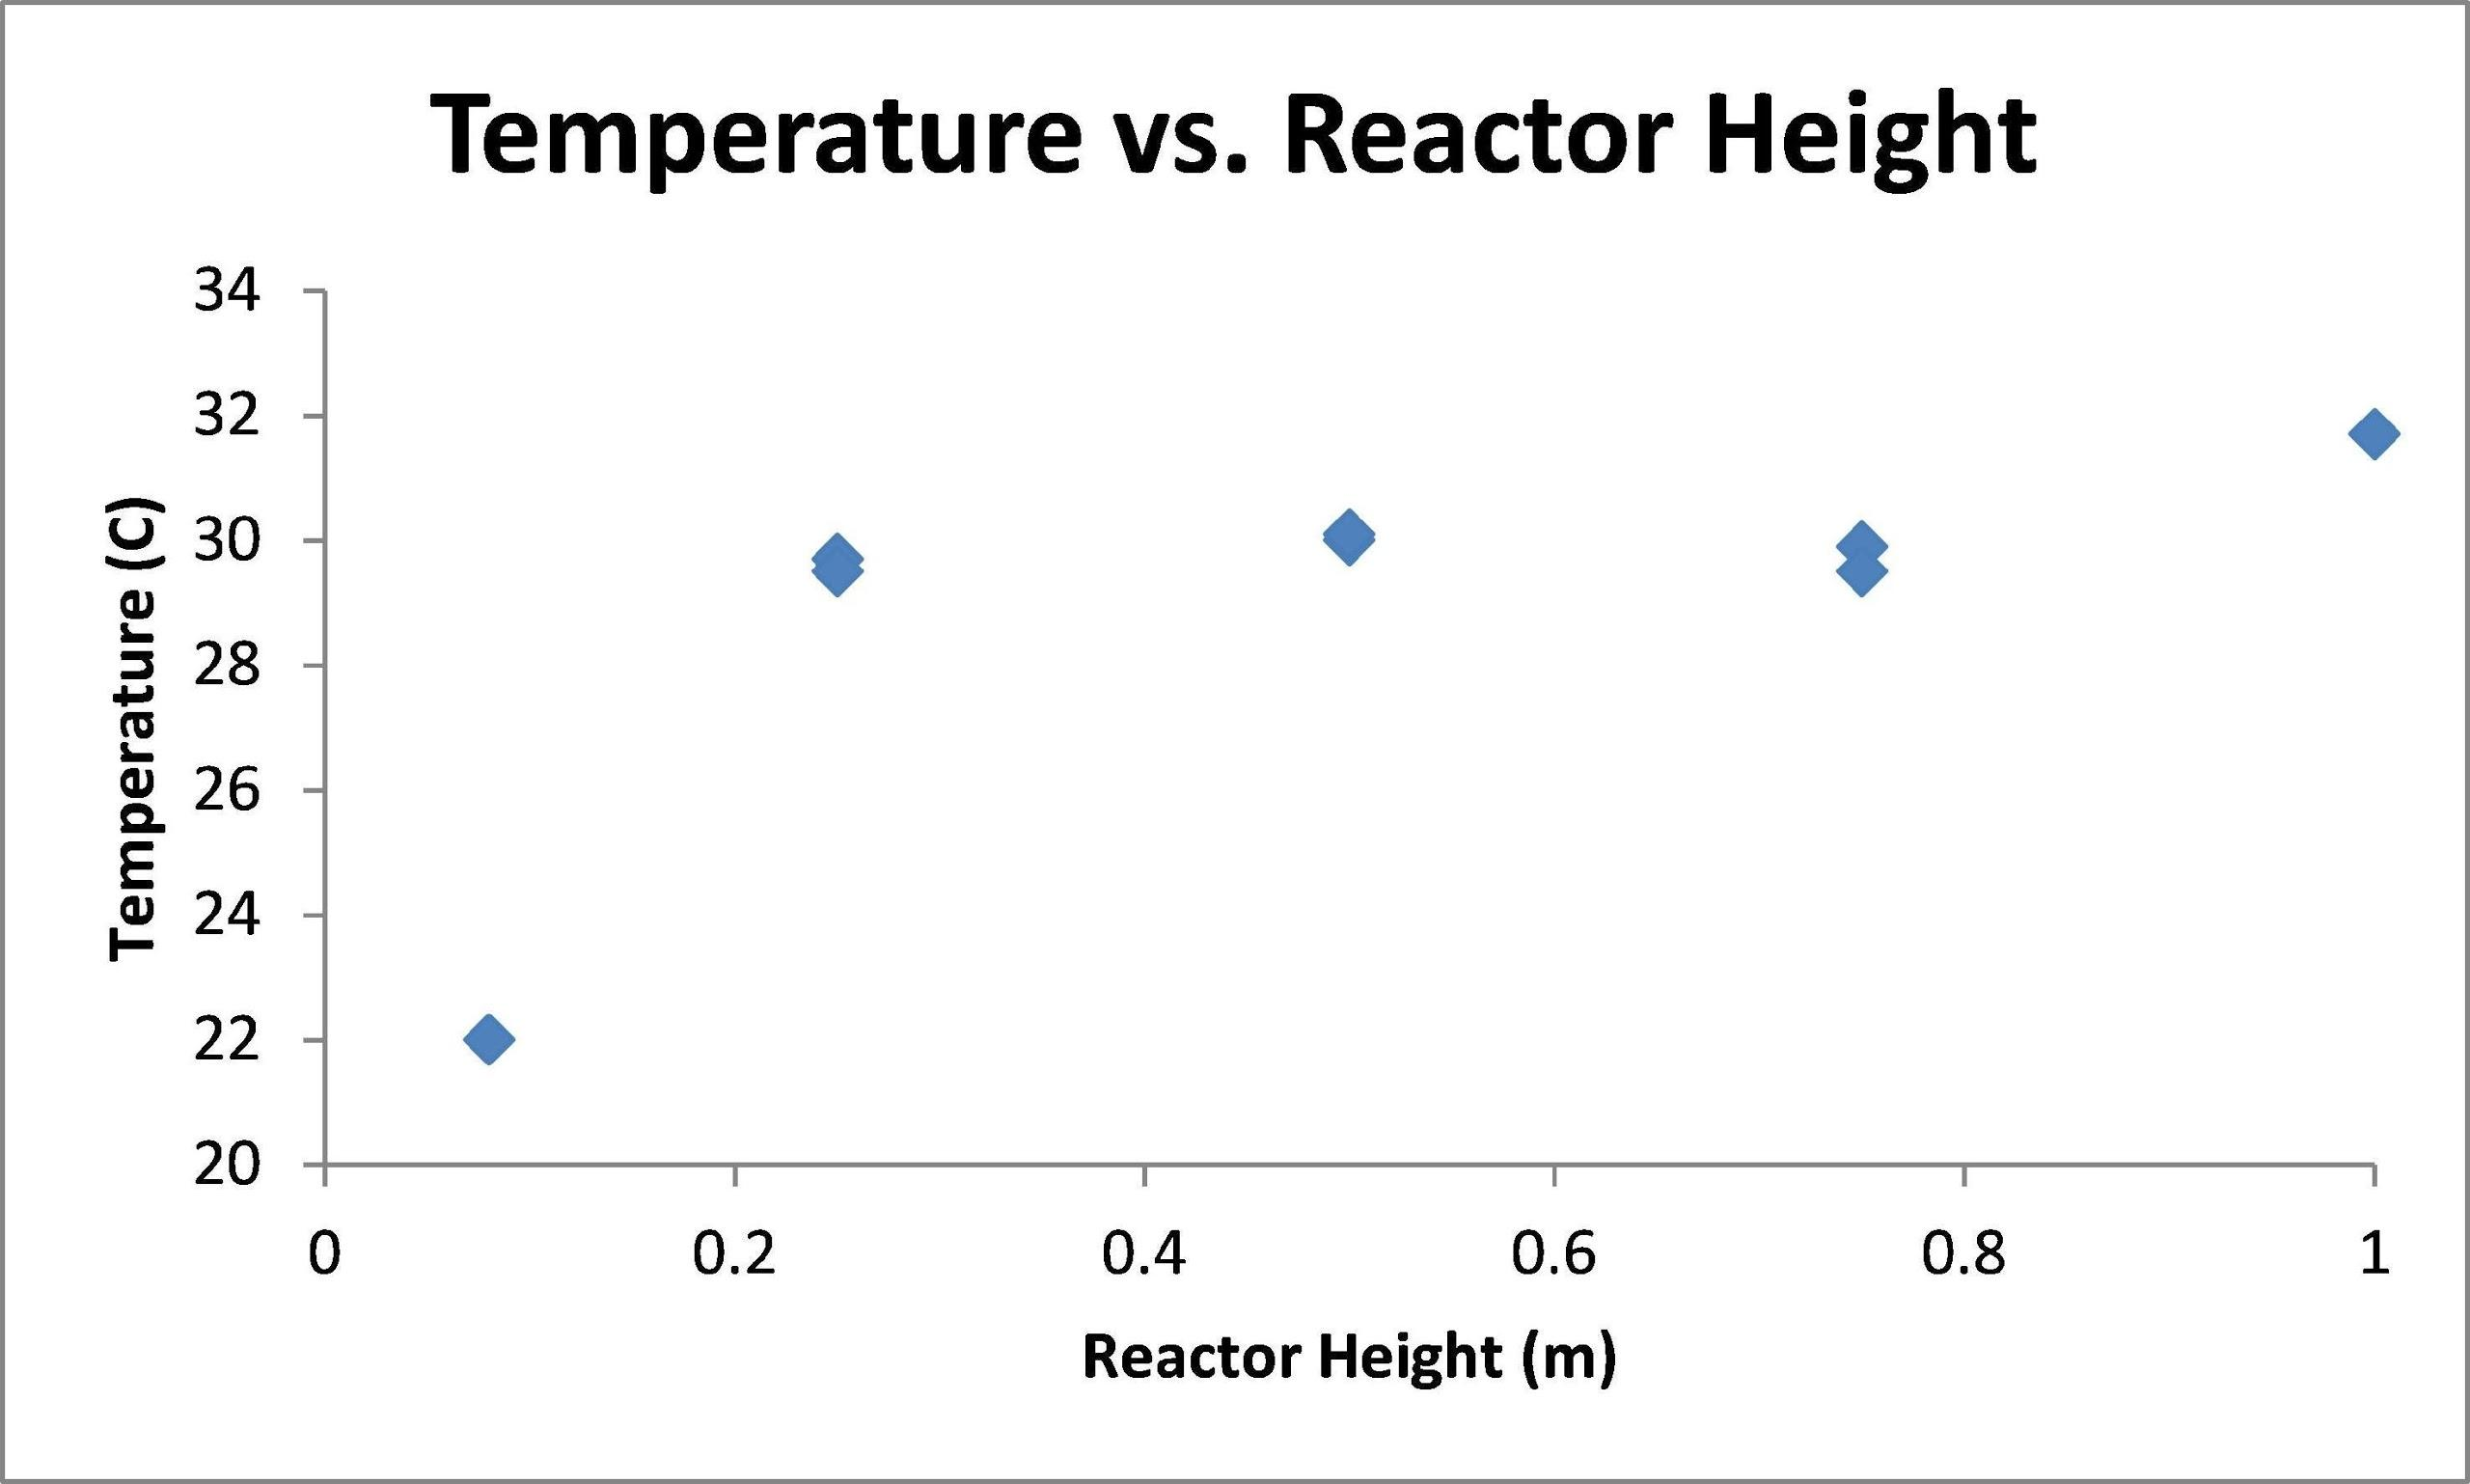 Temperature vs. Reactor Height
34
32
30
28
26
24
22
20
Temperature (C)
0 0.2 0.4 0.6 0.8 1
Reactor Height (m)